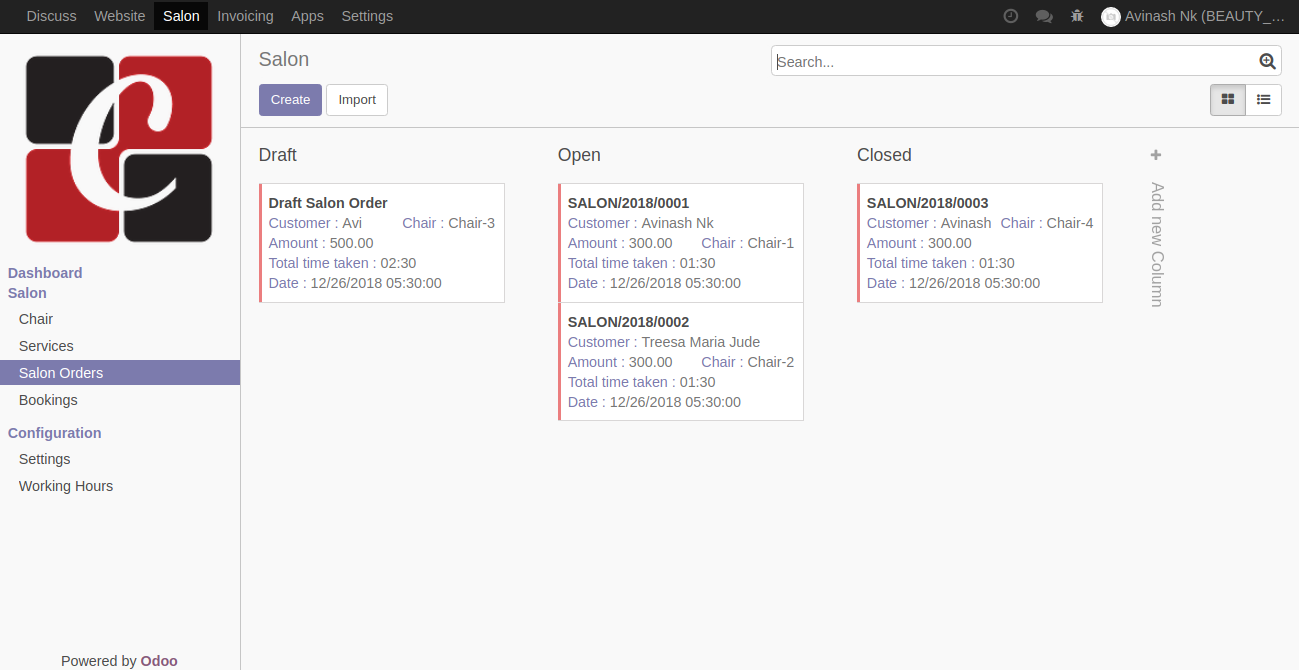 Discuss Website Salon Invoicing Apps Settings Avinash Nk (BEAUTY_...
C
Dashboard
Salon
Chair
Services
Salon Orders
Bookings
Configuration
Settings
Working Hours
Powered by Odoo
Salon
Search...
Create Import
Draft
Draft Salon Order
Customer : Avi Chair : Chair-3
Amount : 500.00
Total time taken : 02:30
Date : 12/26/2018 05:30:00
Open
SALON/2018/0001
Customer : Avinash Nk
Amount : 300.00 Chair : Chair-1
Total time taken : 01:30
Date : 12/26/2018 05:30:00
SALON/2018/0002
Customer : Treesa Maria Jude
Amount : 300.00 Chair : Chair-2
Total time taken : 01:30
Date : 12/26/2018 05:30:00
Closed
SALON/2018/0003
Customer : Avinash Chair : Chair-4
Amount : 300.00
Total time taken : 01:30
Date : 12/26/2018 05:30:00
Add new Column